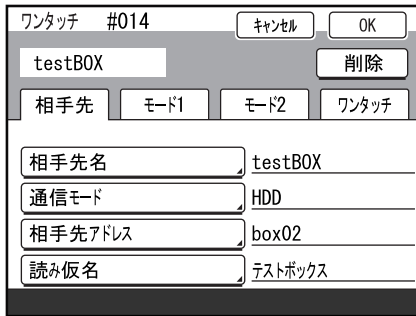 ワンタッチ #014 キャンセル OK
testBOX 削除
相手先 モード1 モード2 ワンタッチ
相手先名 testBOX
通信モード HDD
相手先アドレス box02
読み仮名 テストボックス